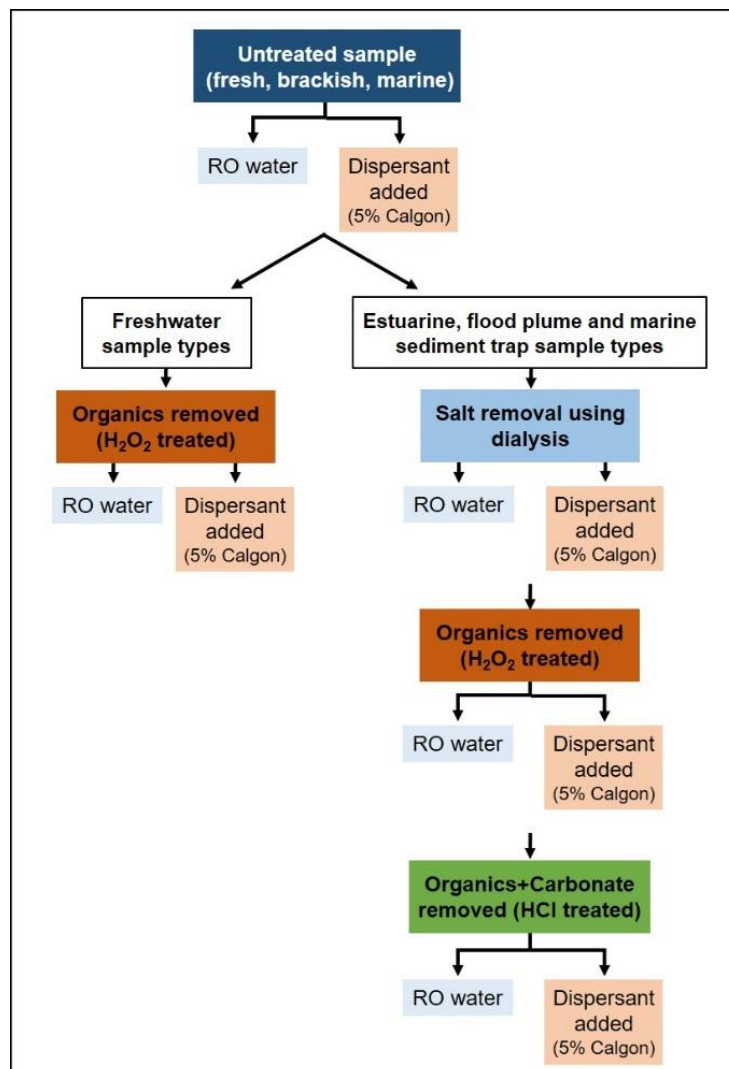 Untreated sample
(fresh, brackish, marine)
RO water
Dispersant
added
(5% Calgon)
Freshwater
sample types
Organics removed
(H₂O₂ treated)
RO water
Dispersant
added
(5% Calgon)
Estuarine, flood plume and marine
sediment trap sample types
Salt removal using
dialysis
RO water
Dispersant
added
(5% Calgon)
Organics removed
(H₂O₂ treated)
RO water
Dispersant
added
(5% Calgon)
Organics+Carbonate
removed (HCl treated)
RO water
Dispersant
added
(5% Calgon)